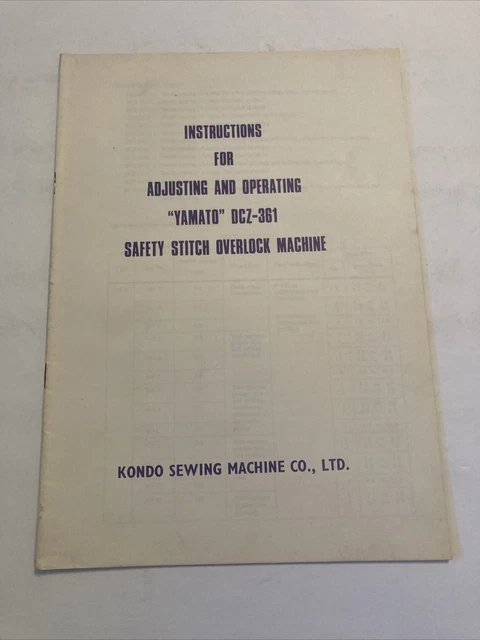 INSTRUCTIONS
FOR
ADJUSTING AND OPERATING
"YAMATO" DCZ-361
SAFETY STITCH OVERLOCK MACHINE
KONDO SEWING MACHINE CO., LTD.